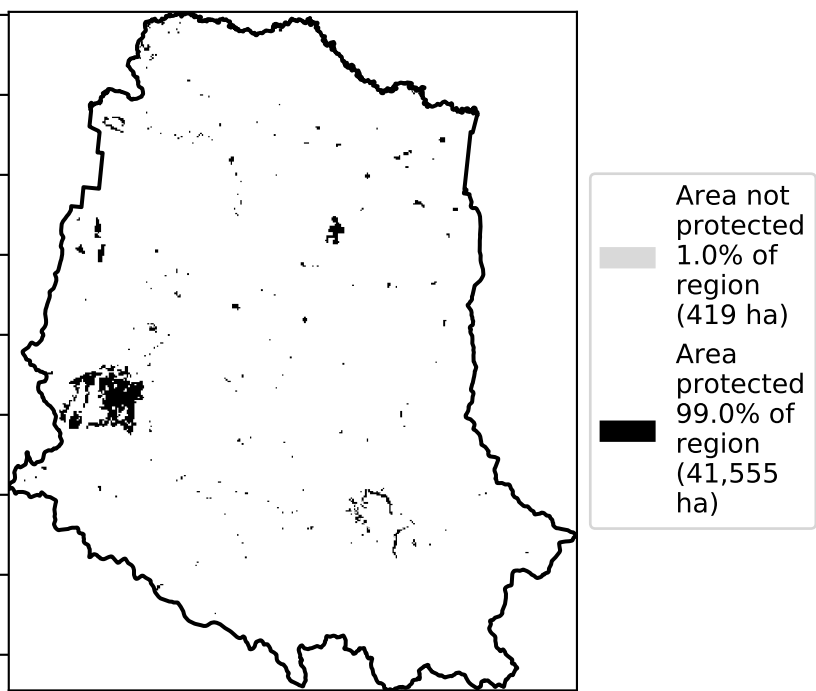 Area not
protected
1.0% of
region
(419 ha)
Area
protected
99.0% of
region
(41,555
ha)